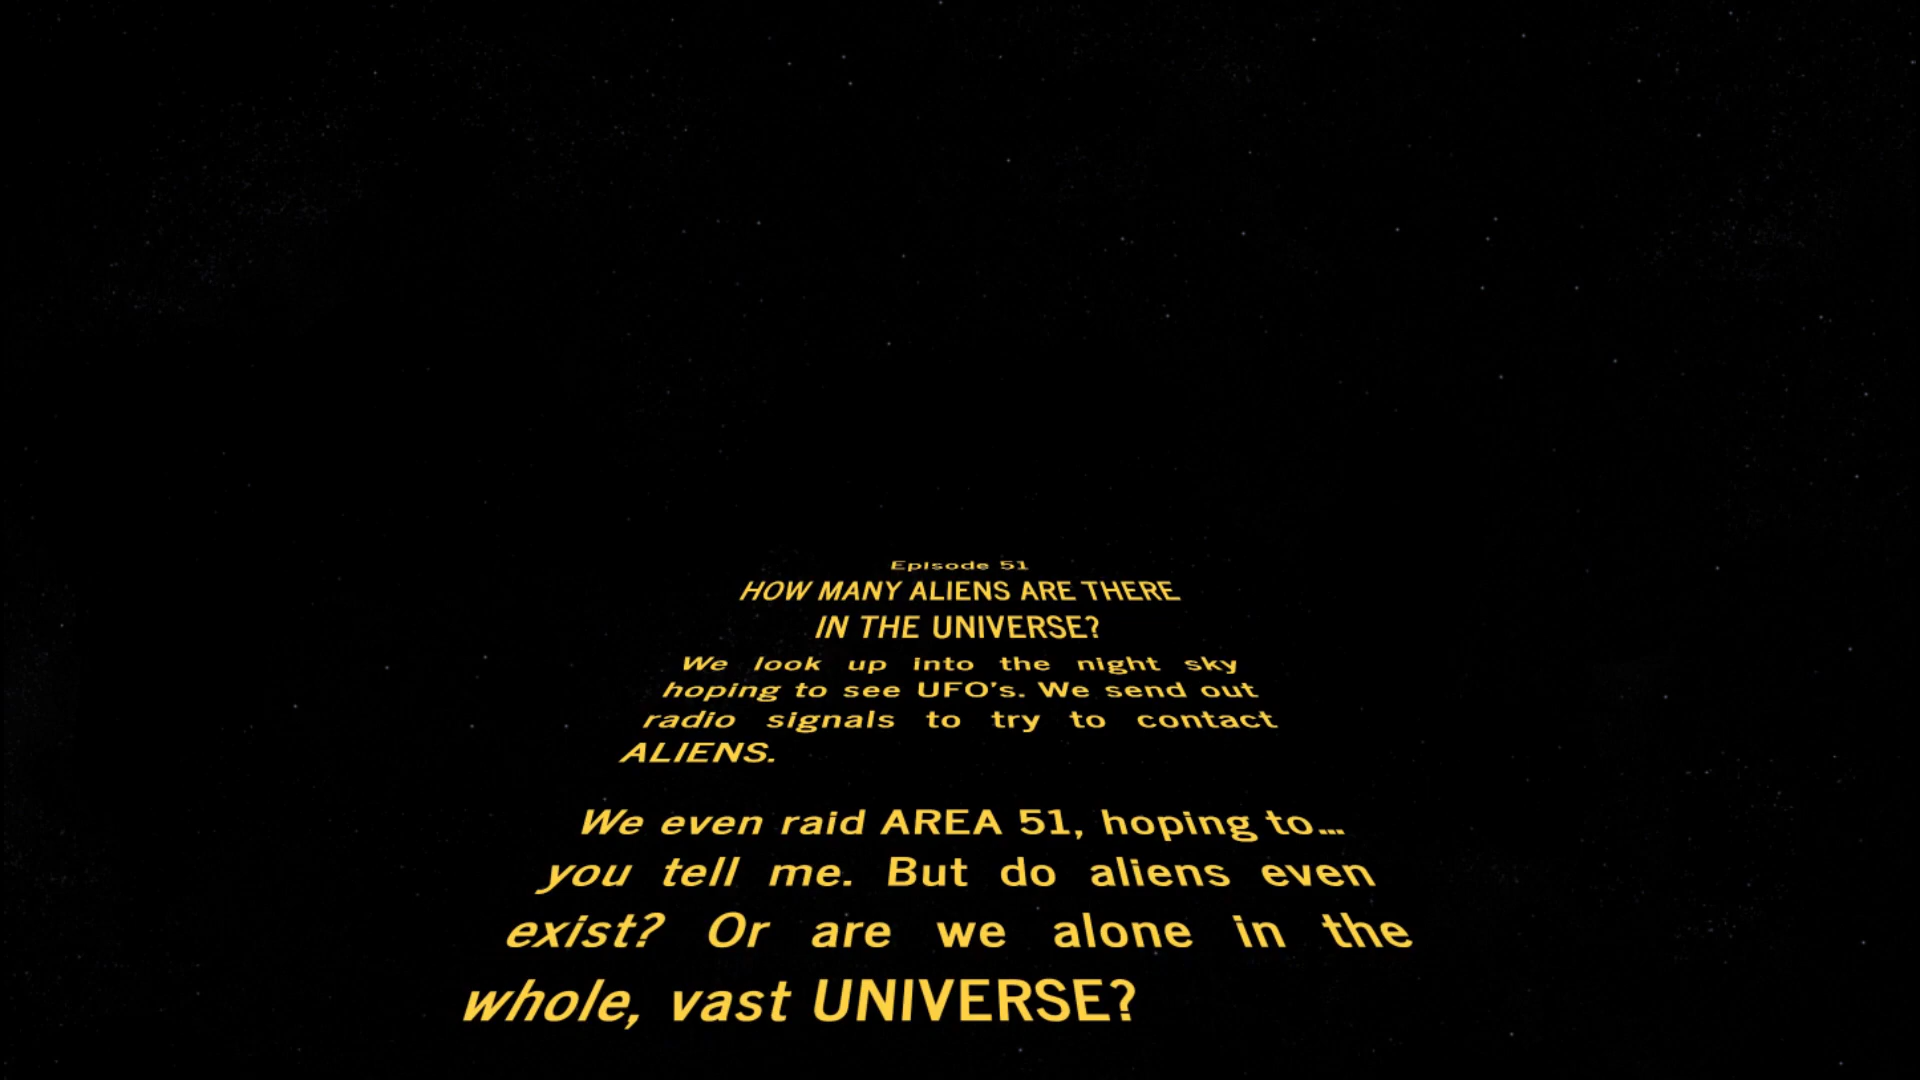 Episode 51
HOW MANY ALIENS ARE THERE
IN THE UNIVERSE?
We look up into the night sky
hoping to see UFO's. We send out
radio signals to try to contact
ALIENS.
We even raid AREA 51, hoping to...
you tell me. But do aliens even
exist? Or are we alone in the
whole, vast UNIVERSE?